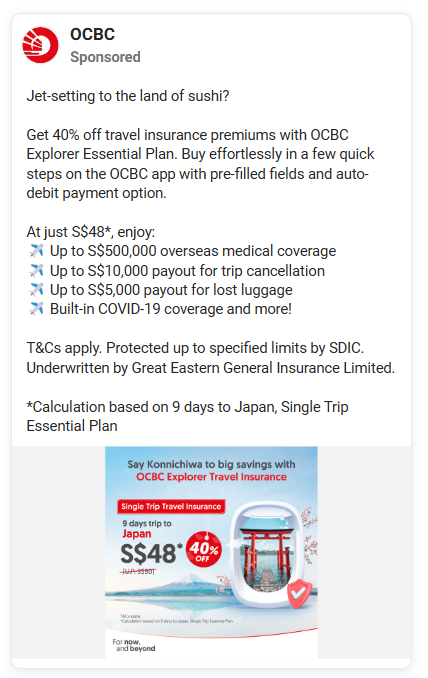 OCBC
Sponsored
Jet-setting to the land of sushi?
Get 40% off travel insurance premiums with OCBC
Explorer Essential Plan. Buy effortlessly in a few quick
steps on the OCBC app with pre-filled fields and auto-
debit payment option.
At just S$48*, enjoy:
✈️ Up to S$500,000 overseas medical coverage
✈️ Up to S$10,000 payout for trip cancellation
✈️ Up to S$5,000 payout for lost luggage
✈️ Built-in COVID-19 coverage and more!
T&Cs apply. Protected up to specified limits by SDIC.
Underwritten by Great Eastern General Insurance Limited.
*Calculation based on 9 days to Japan, Single Trip
Essential Plan
Say Konnichiwa to big savings with
OCBC Explorer Travel Insurance
Single Trip Travel Insurance
9 days trip to
Japan
S$48*
40%
OFF
(U.P. S$80)
T&Cs apply.
*Calculation based on 9 days to Japan, Single Trip Essential Plan
For now,
and beyond